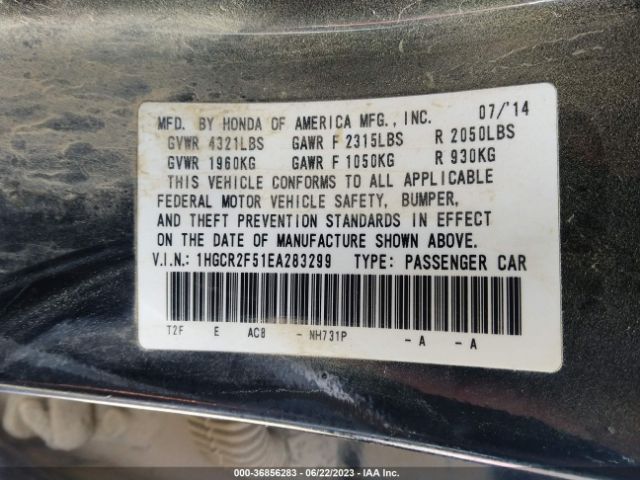 MFD. BY HONDA OF AMERICA MFG., INC. 07/'14
GVWR 4321LBS GAWR F 2315LBS R 2050LBS
GVWR 1960KG GAWR F 1050KG R 930KG
THIS VEHICLE CONFORMS TO ALL APPLICABLE
FEDERAL MOTOR VEHICLE SAFETY, BUMPER,
AND THEFT PREVENTION STANDARDS IN EFFECT
ON THE DATE OF MANUFACTURE SHOWN ABOVE.
V.I.N.: 1HGCR2F51EA283299 TYPE: PASSENGER CAR
T2F E AC8 - NH731P - A - A
000-36856283 - 06/22/2023 - IAA Inc.